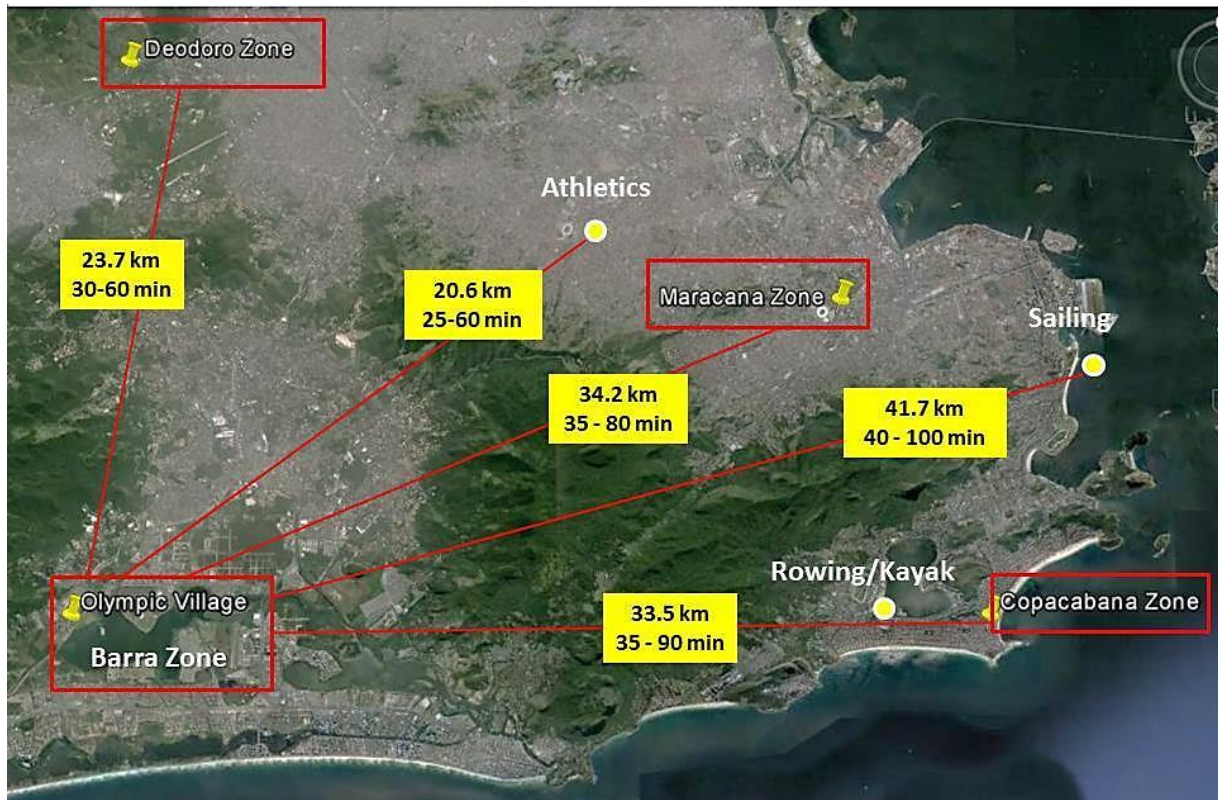 Deodoro Zone
Athletics
23.7 km
30-60 min
20.6 km
25-60 min
Maracana Zone
Sailing
34.2 km
35 - 80 min
41.7 km
40 - 100 min
Rowing/Kayak
Olympic Village
Copacabana Zone
33.5 km
35 - 90 min
Barra Zone